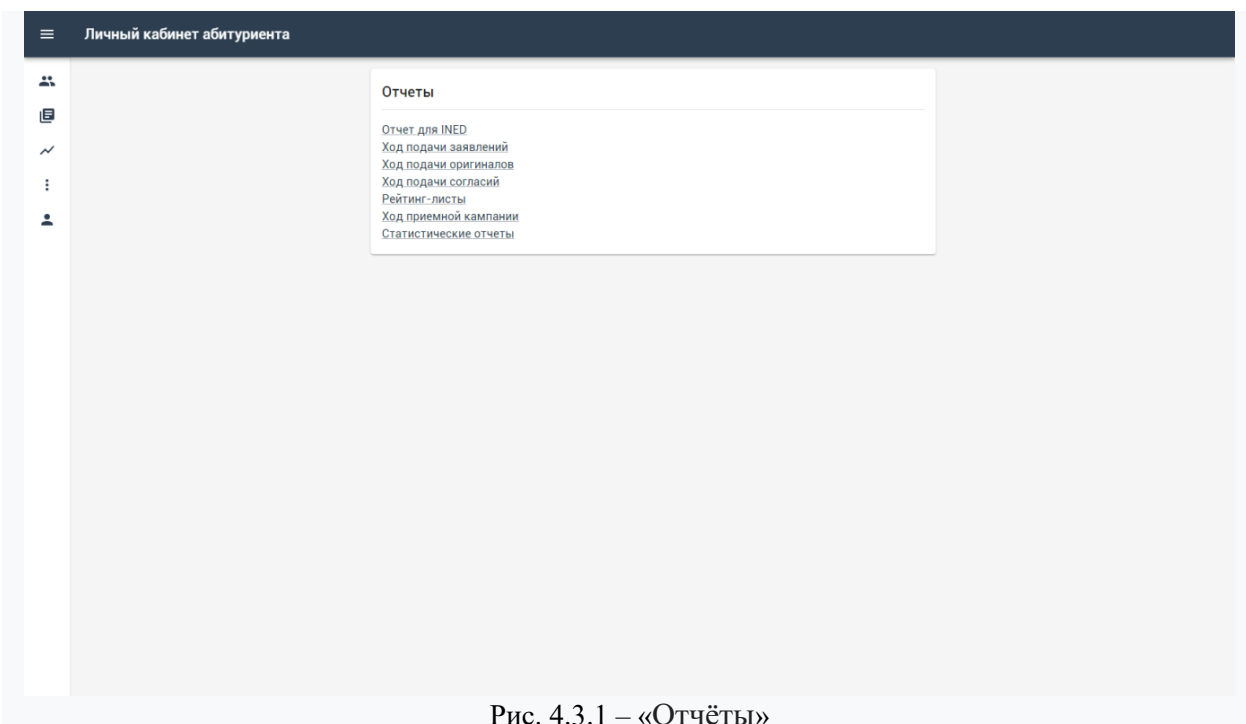 Личный кабинет абитуриента
Отчеты
Отчет для INED
Ход подачи заявлений
Ход подачи оригиналов
Ход подачи согласий
Рейтинг-листы
Ход приемной кампании
Статистические отчеты
Рис. 4.3.1 – «Отчёты»